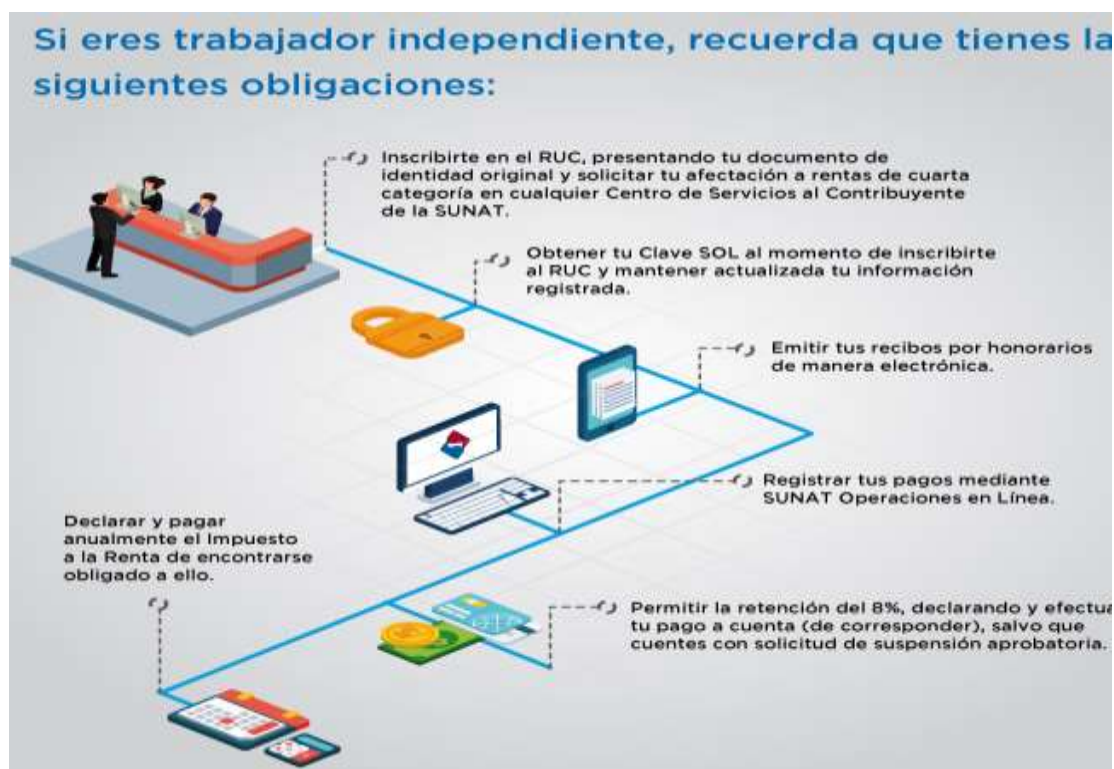 Si eres trabajador independiente, recuerda que tienes la
siguientes obligaciones:
Inscribirte en el RUC, presentando tu documento de
identidad original y solicitar tu afectación a rentas de cuarta
categoría en cualquier Centro de Servicios al Contribuyente
de la SUNAT.
Obtener tu Clave SOL al momento de inscribirte
al RUC y mantener actualizada tu información
registrada.
Emitir tus recibos por honorarios
de manera electrónica.
Registrar tus pagos mediante
SUNAT Operaciones en Línea.
Permitir la retención del 8%, declarando y efectua
tu pago a cuenta (de corresponder), salvo que
cuentes con solicitud de suspensión aprobatoria.
Declarar y pagar
anualmente el Impuesto
a la Renta de encontrarse
obligado a ello.